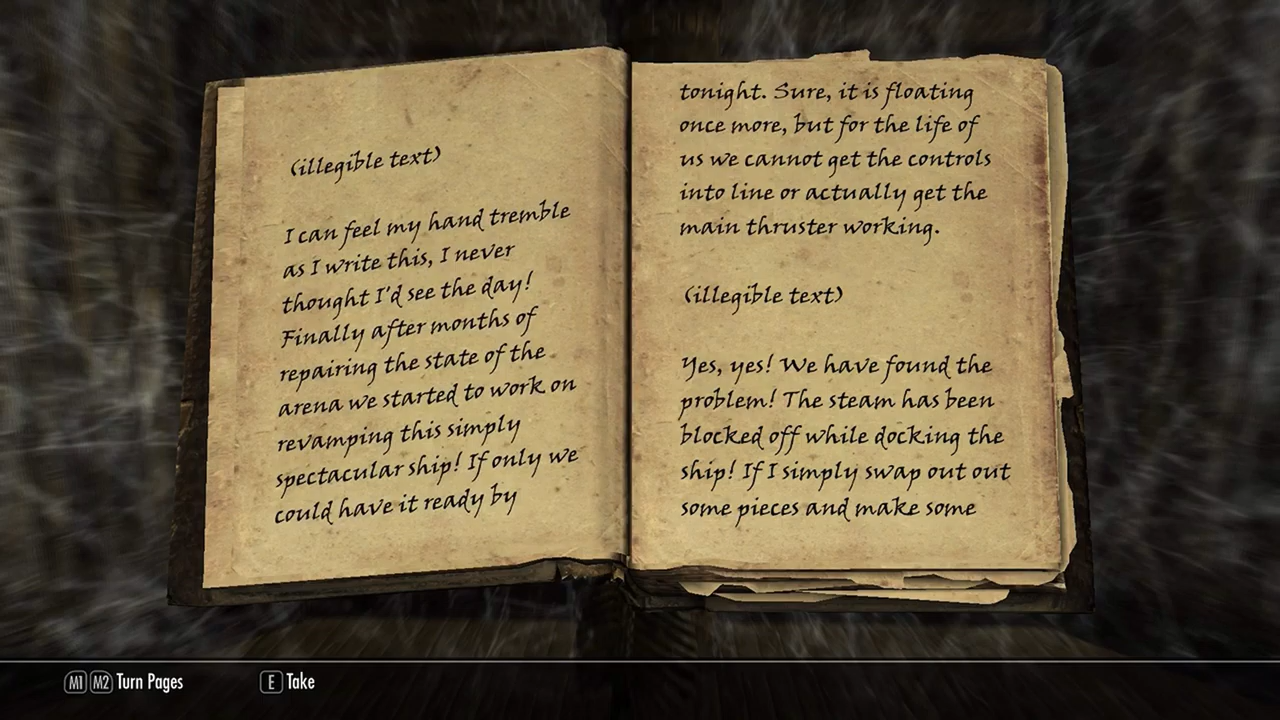 (illegible text)
I can feel my hand tremble
as I write this, I never
thought I'd see the day!
Finally after months of
repairing the state of the
arena we started to work on
revamping this simply
spectacular ship! If only we
could have it ready by
tonight. Sure, it is floating
once more, but for the life of
us we cannot get the controls
into line or actually get the
main thruster working.
(illegible text)
Yes, yes! We have found the
problem! The steam has been
blocked off while docking the
ship! If I simply swap out out
some pieces and make some
M1 M2 Turn Pages
E Take